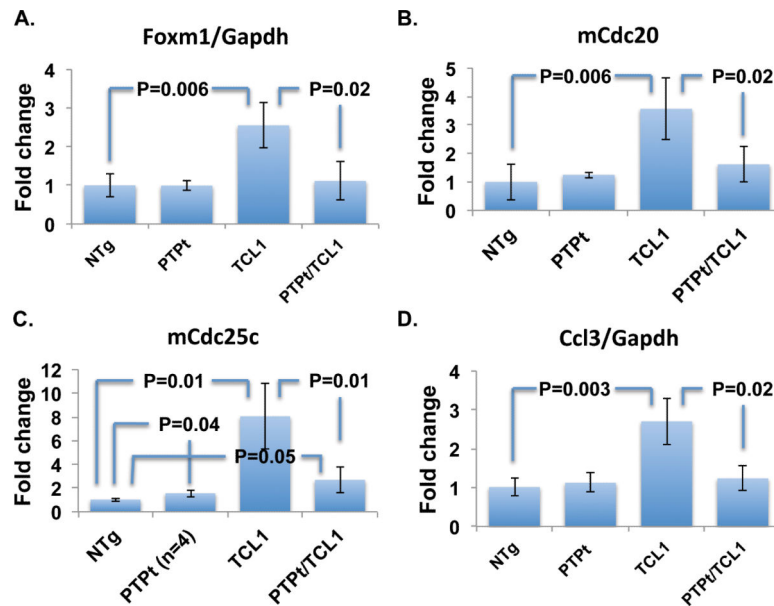 A.
Foxm1/Gapdh
Fold change
4
3
2
1
0
P=0.006
P=0.02
NTg
PTPt
TCL1
PTPt/TCL1
B.
mCdc20
Fold change
5
4
3
2
1
0
P=0.006
P=0.02
NTg
PTPt
TCL1
PTPt/TCL1
C.
mCdc25c
Fold change
12
10
8
6
4
2
0
P=0.01
P=0.01
P=0.04
P=0.05
NTg
PTPt (n=4)
TCL1
PTPt/TCL1
D.
Ccl3/Gapdh
Fold change
4
3
2
1
0
P=0.003
P=0.02
NTg
PTPt
TCL1
PTPt/TCL1